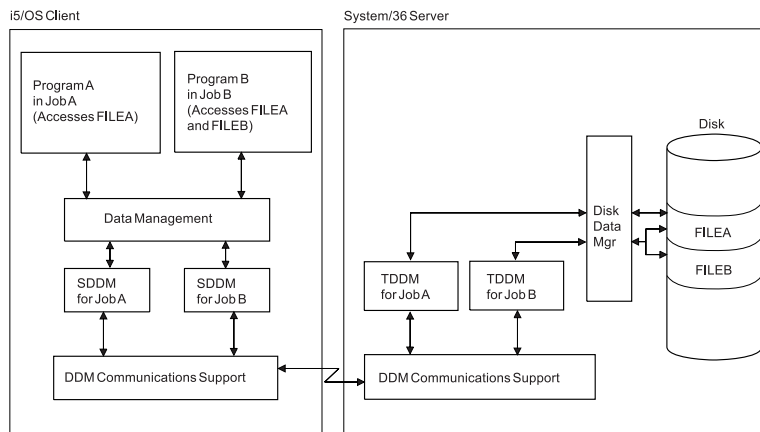 i5/OS Client
System/36 Server
Program A
in Job A
(Accesses FILEA)
Program B
in Job B
(Accesses FILEA
and FILEB)
Data Management
SDDM
for Job A
SDDM
for Job B
DDM Communications Support
TDDM
for Job A
TDDM
for Job B
DDM Communications Support
Disk
Data
Mgr
Disk
FILEA
FILEB